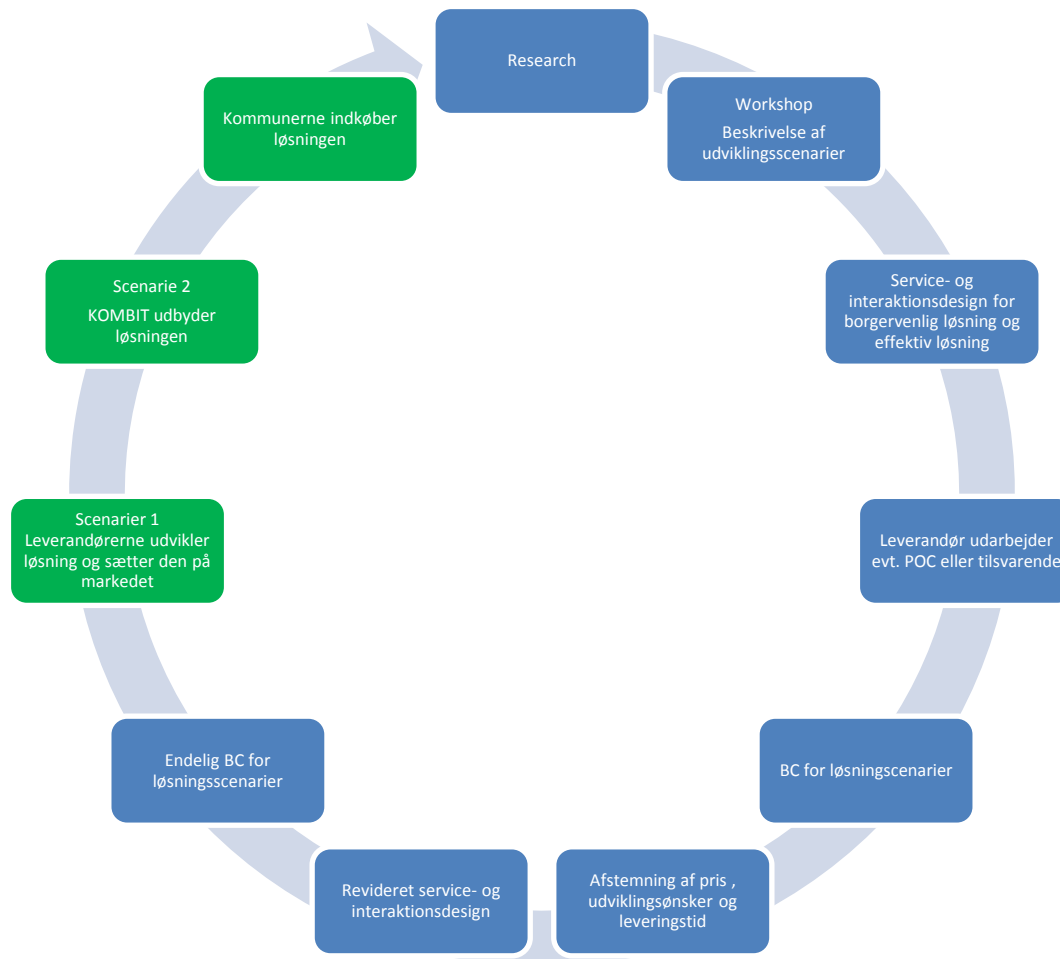 Research
Workshop
Beskrivelse af
udviklingsscenarier
Service- og
interaktionsdesign for
borgervenlig løsning og
effektiv løsning
Leverandør udarbejder
evt. POC eller tilsvarende
BC for løsningscenarier
Afstemning af pris ,
udviklingsønsker og
leveringstid
Revideret service- og
interaktionsdesign
Endelig BC for
løsningsscenarier
Scenarier 1
Leverandørerne udvikler
løsning og sætter den på
markedet
Scenarie 2
KOMBIT udbyder
løsningen
Kommunerne indkøber
løsningen